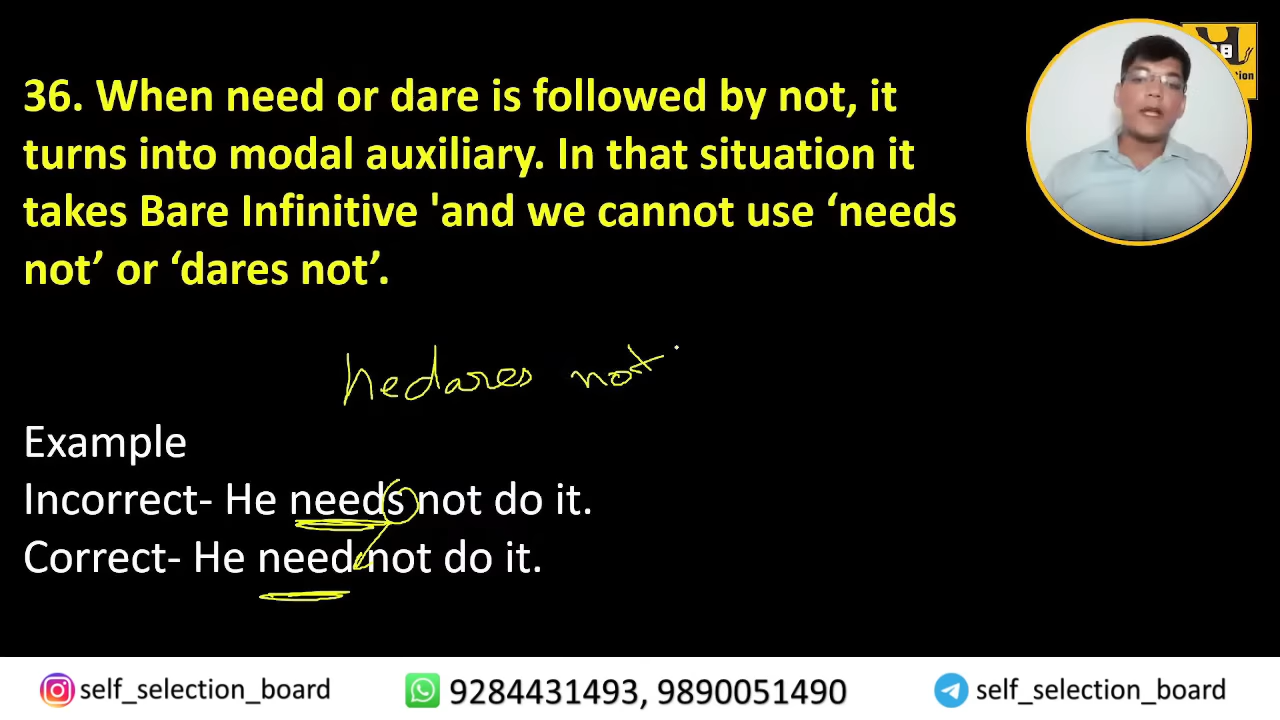 36. When need or dare is followed by not, it
turns into modal auxiliary. In that situation it
takes Bare Infinitive 'and we cannot use ‘needs
not’ or ‘dares not’.
hedares not
Example
Incorrect- He needs not do it.
Correct- He need not do it.
self_selection_board
9284431493, 9890051490
self_selection_board